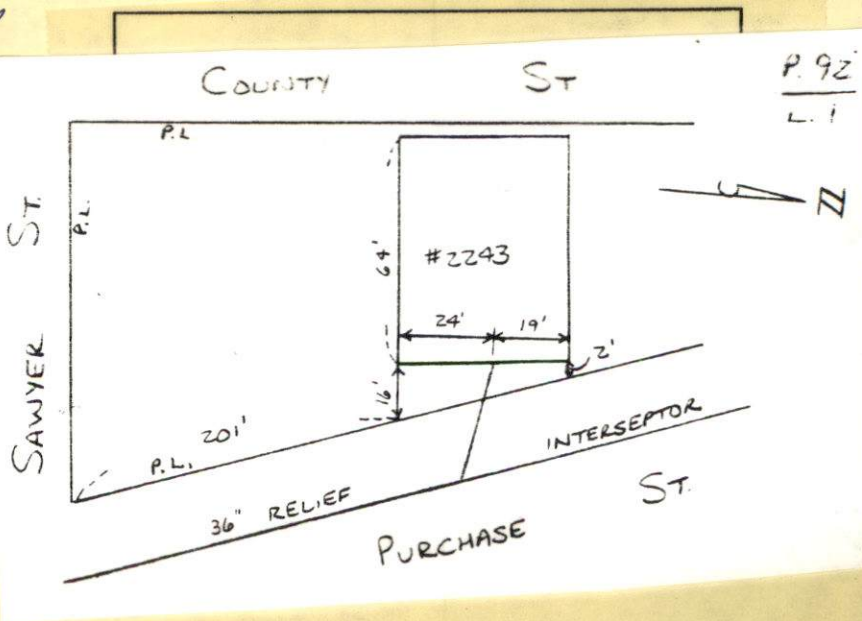 COUNTY ST
P. 92
L. 1
P.L
SAWYER ST.
P.L.
N
64'
#2243
24' 19'
2'
16'
201'
P.L.
INTERSEPTOR
36" RELIEF
PURCHASE ST.